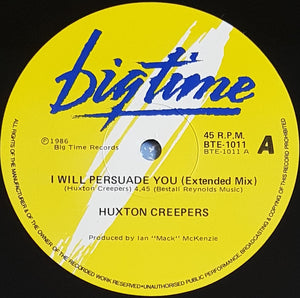 bigtime
℗1986
Big Time Records
45 R.P.M.
BTE-1011
BTE-1011 A
A
I WILL PERSUADE YOU (Extended Mix)
(Huxton Creepers) 4.45 (Bestall Reynolds Music)
HUXTON CREEPERS
Produced by Ian "Mack" McKenzie
ALL RIGHTS OF THE MANUFACTURER & OF THE OWNER OF THE RECORDED WORK RESERVED•UNAUTHORISED PUBLIC PERFORMANCE, BROADCASTING & COPYING OF THIS RECORD PROHIBITED